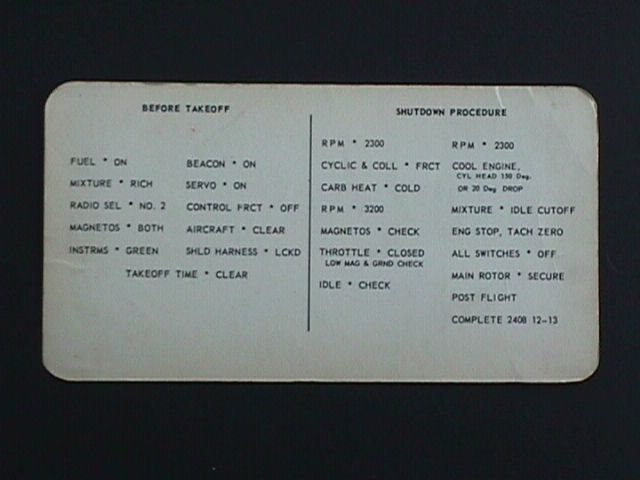 BEFORE TAKEOFF
FUEL * ON
MIXTURE * RICH
RADIO SEL * NO. 2
MAGNETOS * BOTH
INSTRMS * GREEN
BEACON * ON
SERVO * ON
CONTROL FRCT * OFF
AIRCRAFT * CLEAR
SHLD HARNESS * LCKD
TAKEOFF TIME * CLEAR
SHUTDOWN PROCEDURE
RPM * 2300
CYCLIC & COLL * FRCT
CARB HEAT * COLD
RPM * 3200
MAGNETOS * CHECK
THROTTLE * CLOSED
LOW MAG & GRND CHECK
IDLE * CHECK
RPM * 2300
COOL ENGINE,
CYL HEAD 150 Deg.
OR 20 Deg DROP
MIXTURE * IDLE CUTOFF
ENG STOP, TACH ZERO
ALL SWITCHES * OFF
MAIN ROTOR * SECURE
POST FLIGHT
COMPLETE 2408 12-13